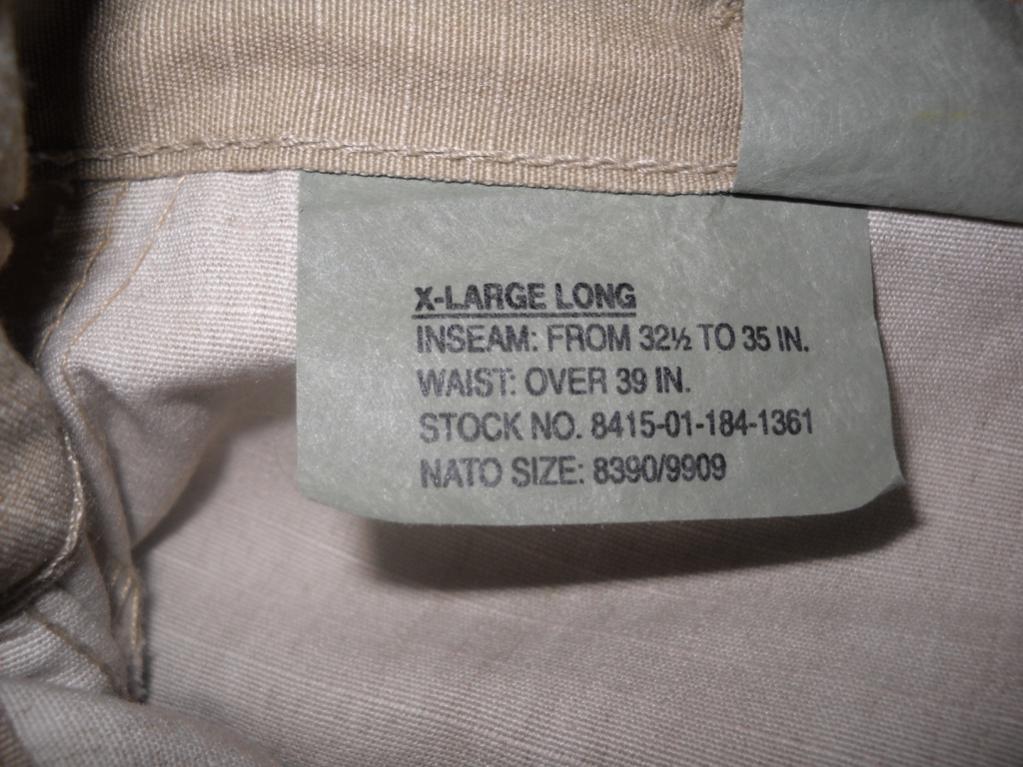 X-LARGE LONG
INSEAM: FROM 32½ TO 35 IN.
WAIST: OVER 39 IN.
STOCK NO. 8415-01-184-1361
NATO SIZE: 8390/9909